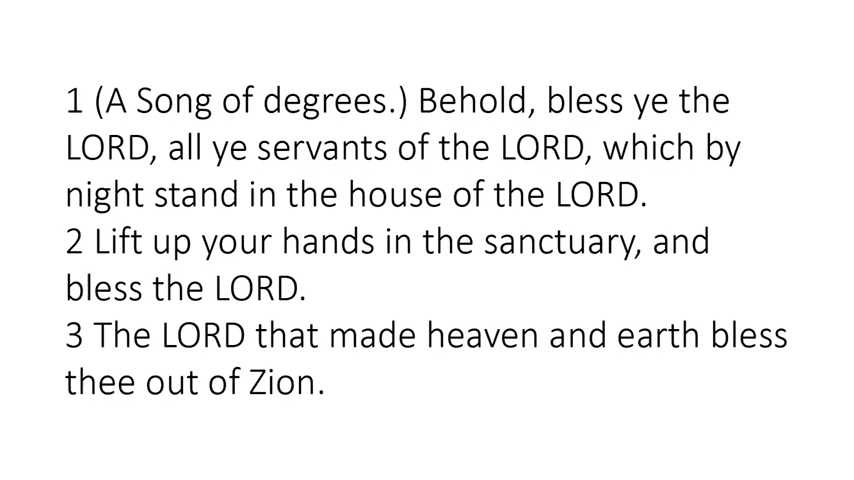 1 (A Song of degrees.) Behold, bless ye the
LORD, all ye servants of the LORD, which by
night stand in the house of the LORD.
2 Lift up your hands in the sanctuary, and
bless the LORD.
3 The LORD that made heaven and earth bless
thee out of Zion.